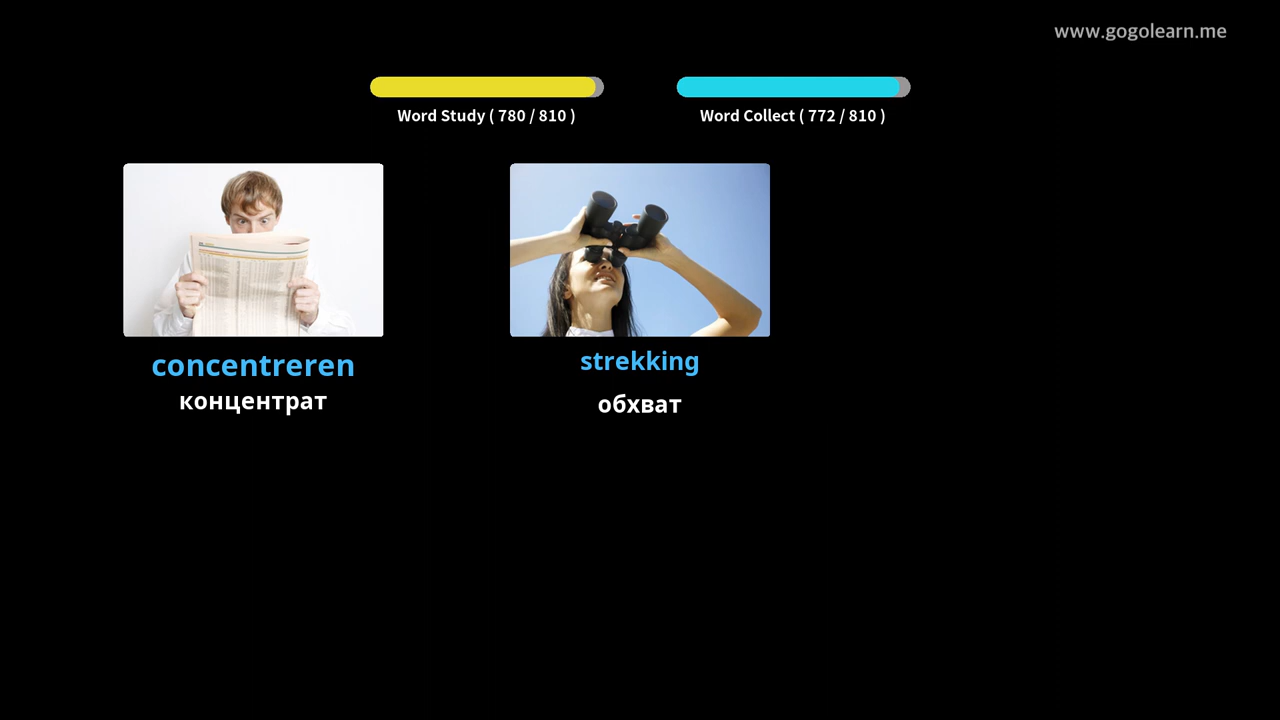 www.gogolearn.me
Word Study ( 780 / 810 )
Word Collect ( 772 / 810 )
concentreren
концентрат
strekking
обхват